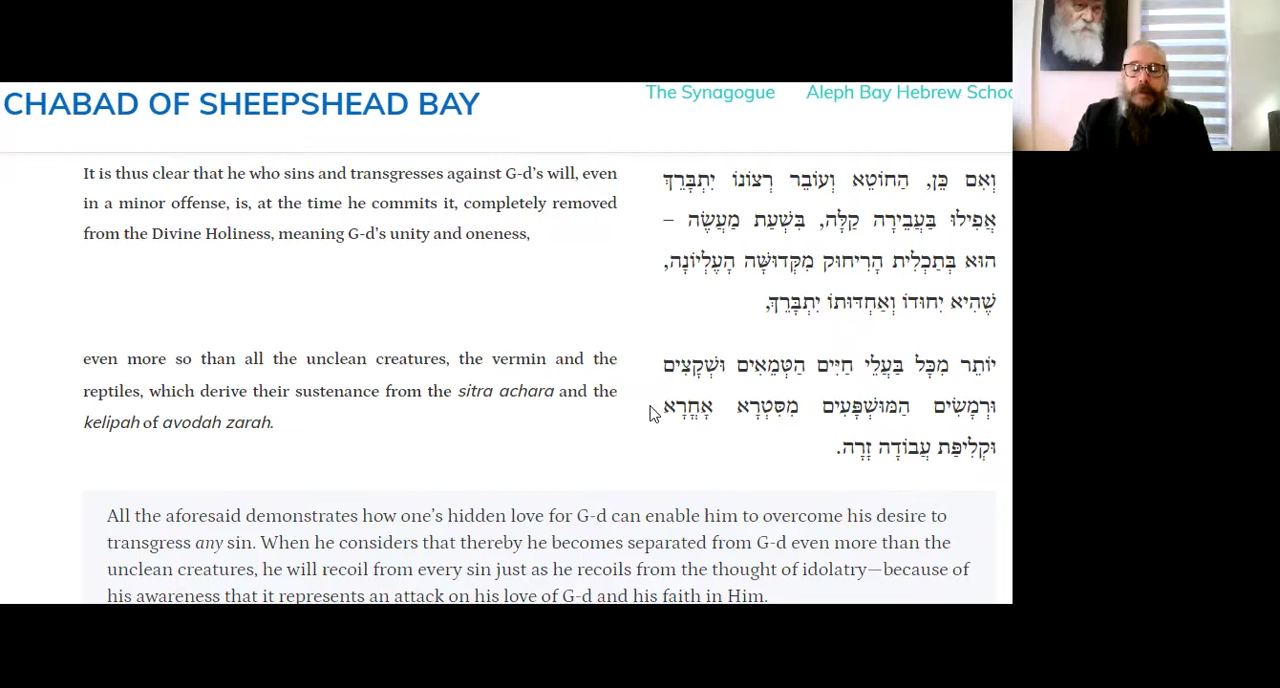 CHABAD OF SHEEPSHEAD BAY
The Synagogue Aleph Bay Hebrew Schoo
It is thus clear that he who sins and transgresses against G-d’s will, even
in a minor offense, is, at the time he commits it, completely removed
from the Divine Holiness, meaning G-d’s unity and oneness,
וְאִם כֵּן, הַחוֹטֵא וְעוֹבֵר רְצוֹנוֹ יִתְבָּרֵךְ
אֲפִילוּ בַּעֲבֵירָה קַלָּה, בִּשְׁעַת מַעֲשֶׂה –
הוּא בְּתַכְלִית הָרִיחוּק מִקְּדוּשָּׁה הָעֶלְיוֹנָה,
שֶׁהִיא יִחוּדוֹ וְאַחְדּוּתוֹ יִתְבָּרֵךְ,
even more so than all the unclean creatures, the vermin and the
reptiles, which derive their sustenance from the sitra achara and the
kelipah of avodah zarah.
יוֹתֵר מִכָּל בַּעֲלֵי חַיִּים הַטְּמֵאִים וּשְׁקָצִים
וּרְמָשִׂים הַמּוּשְׁפָּעִים מִסִּטְרָא אָחֳרָא
וּקְלִיפַּת עֲבוֹדָה זָרָה.
All the aforesaid demonstrates how one’s hidden love for G-d can enable him to overcome his desire to
transgress any sin. When he considers that thereby he becomes separated from G-d even more than the
unclean creatures, he will recoil from every sin just as he recoils from the thought of idolatry—because of
his awareness that it represents an attack on his love of G-d and his faith in Him.